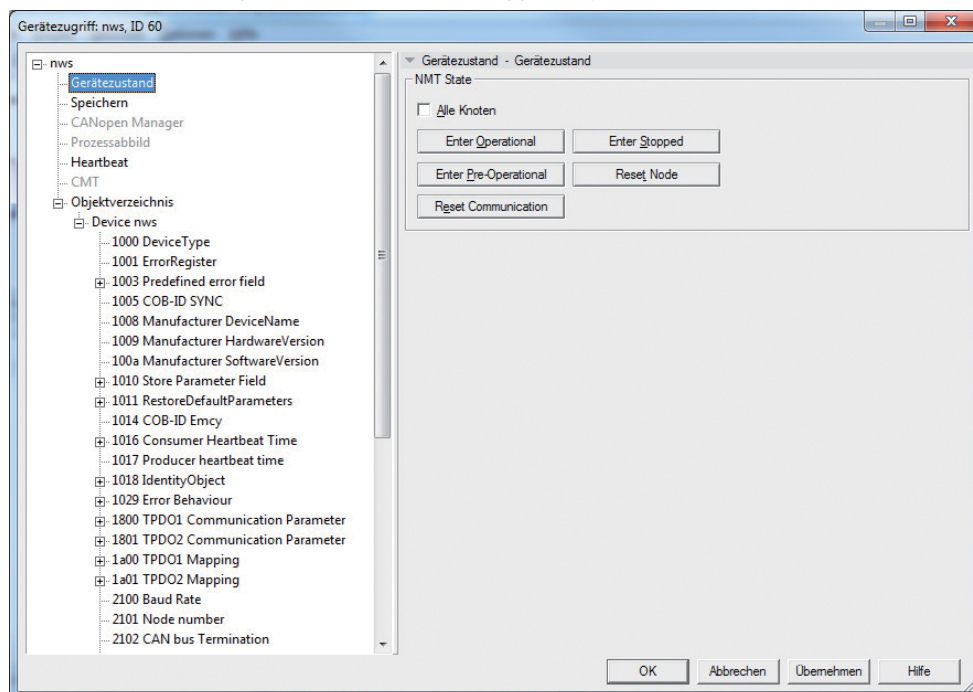 Gerätezugriff: nws, ID 60
nws
Gerätezustand
Speichern
CANopen Manager
Prozessabbild
Heartbeat
CMT
Objektverzeichnis
Device nws
1000 DeviceType
1001 ErrorRegister
1003 Predefined error field
1005 COB-ID SYNC
1008 Manufacturer DeviceName
1009 Manufacturer HardwareVersion
100a Manufacturer SoftwareVersion
1010 Store Parameter Field
1011 RestoreDefaultParameters
1014 COB-ID Emcy
1016 Consumer Heartbeat Time
1017 Producer heartbeat time
1018 IdentityObject
1029 Error Behaviour
1800 TPDO1 Communication Parameter
1801 TPDO2 Communication Parameter
1a00 TPDO1 Mapping
1a01 TPDO2 Mapping
2100 Baud Rate
2101 Node number
2102 CAN bus Termination
Gerätezustand - Gerätezustand
NMT State
Alle Knoten
Enter Operational Enter Stopped
Enter Pre-Operational Reset Node
Reset Communication
OK Abbrechen Übernehmen Hilfe